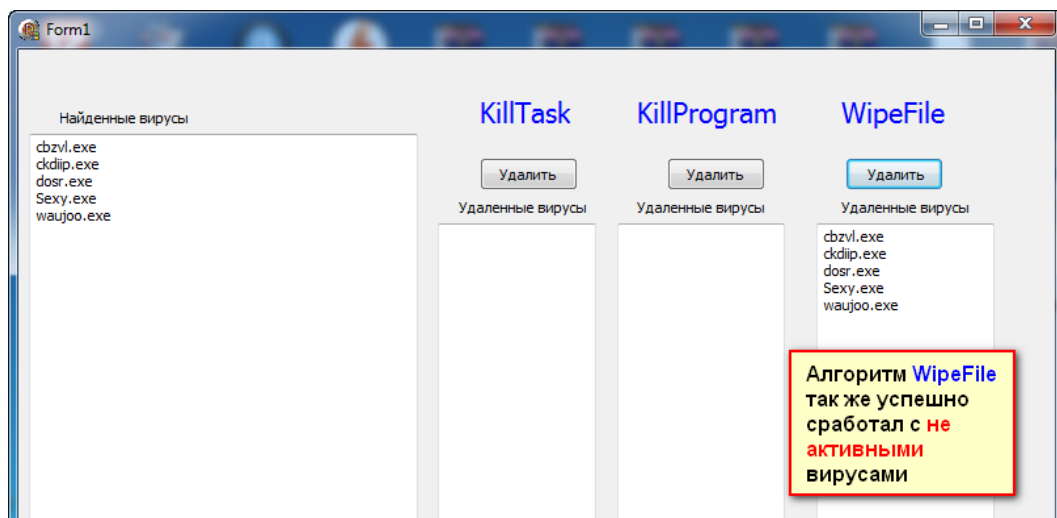 Form1
Найденные вирусы
cbzvl.exe
ckdiip.exe
dosr.exe
Sexy.exe
waujoo.exe
KillTask
Удалить
Удаленные вирусы
KillProgram
Удалить
Удаленные вирусы
WipeFile
Удалить
Удаленные вирусы
cbzvl.exe
ckdiip.exe
dosr.exe
Sexy.exe
waujoo.exe
Алгоритм WipeFile
так же успешно
сработал с не
активными
вирусами